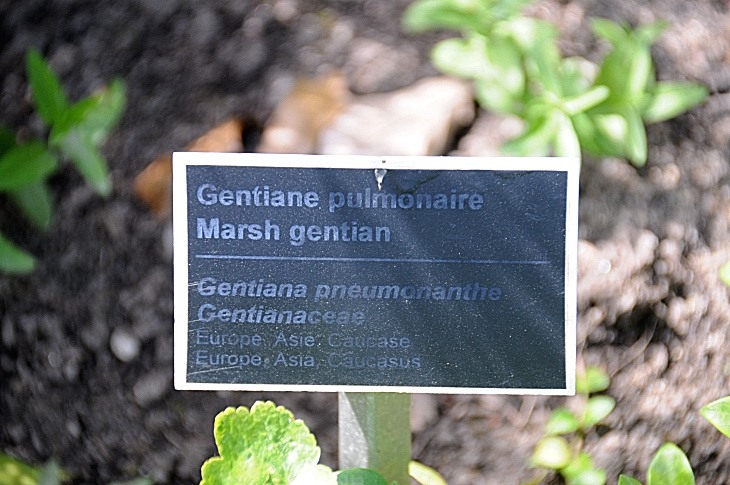 Gentiane pulmonaire
Marsh gentian
Gentiana pneumonanthe
Gentianaceae
Europe, Asie, Caucase
Europe, Asia, Caucasus